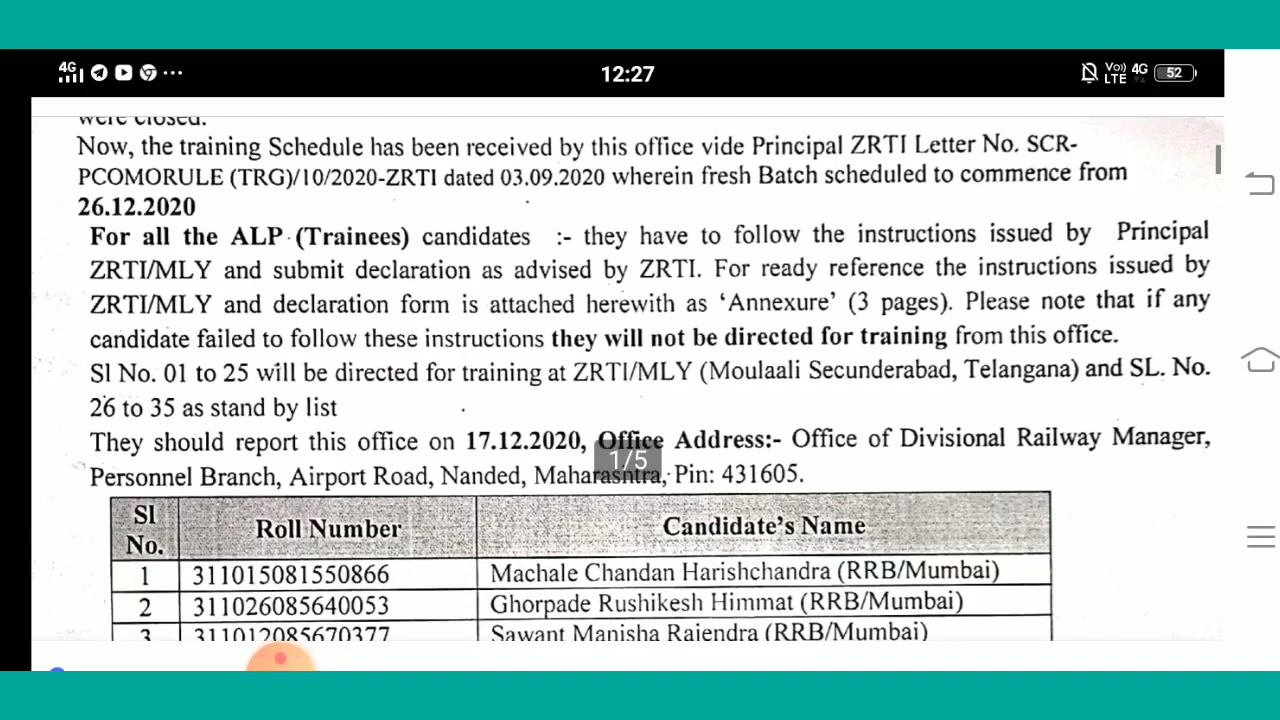 4G
12:27
Vo)) 4G
LTE
52
were closed.
Now, the training Schedule has been received by this office vide Principal ZRTI Letter No. SCR-
PCOMORULE (TRG)/10/2020-ZRTI dated 03.09.2020 wherein fresh Batch scheduled to commence from
26.12.2020
For all the ALP (Trainees) candidates :- they have to follow the instructions issued by Principal
ZRTI/MLY and submit declaration as advised by ZRTI. For ready reference the instructions issued by
ZRTI/MLY and declaration form is attached herewith as ‘Annexure’ (3 pages). Please note that if any
candidate failed to follow these instructions they will not be directed for training from this office.
Sl No. 01 to 25 will be directed for training at ZRTI/MLY (Moulaali Secunderabad, Telangana) and SL. No.
26 to 35 as stand by list
They should report this office on 17.12.2020, Office Address:- Office of Divisional Railway Manager,
Personnel Branch, Airport Road, Nanded, Maharashtra, Pin: 431605.
1/5
Sl No. Roll Number Candidate's Name
1 311015081550866 Machale Chandan Harishchandra (RRB/Mumbai)
2 311026085640053 Ghorpade Rushikesh Himmat (RRB/Mumbai)
3 311012085670377 Sawant Manisha Rajendra (RRB/Mumbai)